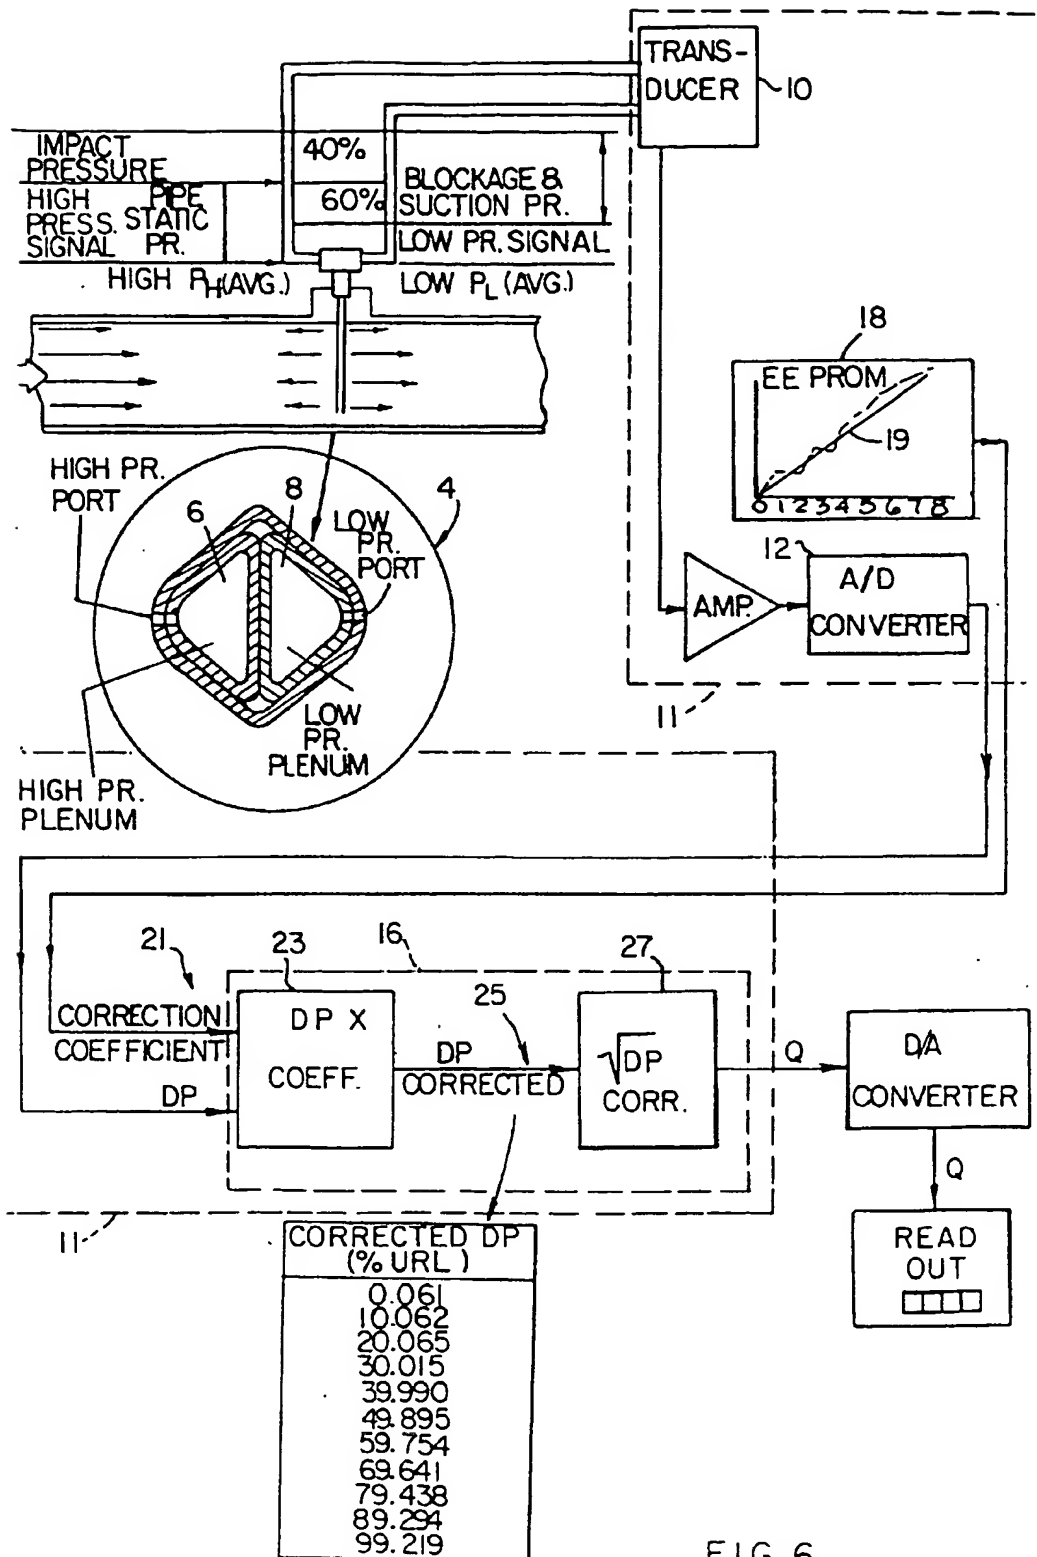 TRANS-
DUCER
10
IMPACT
PRESSURE
40%
HIGH
PRESS.
SIGNAL
PIPE
STATIC
PR.
60%
BLOCKAGE &
SUCTION PR.
LOW PR. SIGNAL
HIGH PH(AVG.)
LOW PL (AVG.)
18
EE PROM
19
0 1 2 3 4 5 6 7 8
HIGH PR.
PORT
6
8
4
LOW
PR.
PORT
12
A/D
CONVERTER
AMP.
11
LOW
PR.
PLENUM
HIGH PR.
PLENUM
21
16
23
25
27
CORRECTION
COEFFICIENT
DP
DP X
COEFF.
DP
CORRECTED
√DP
CORR.
Q
D/A
CONVERTER
Q
READ
OUT
11
CORRECTED DP
(% URL)
0.061
10.062
20.065
30.015
39.990
49.895
59.754
69.641
79.438
89.294
99.219
FIG 6